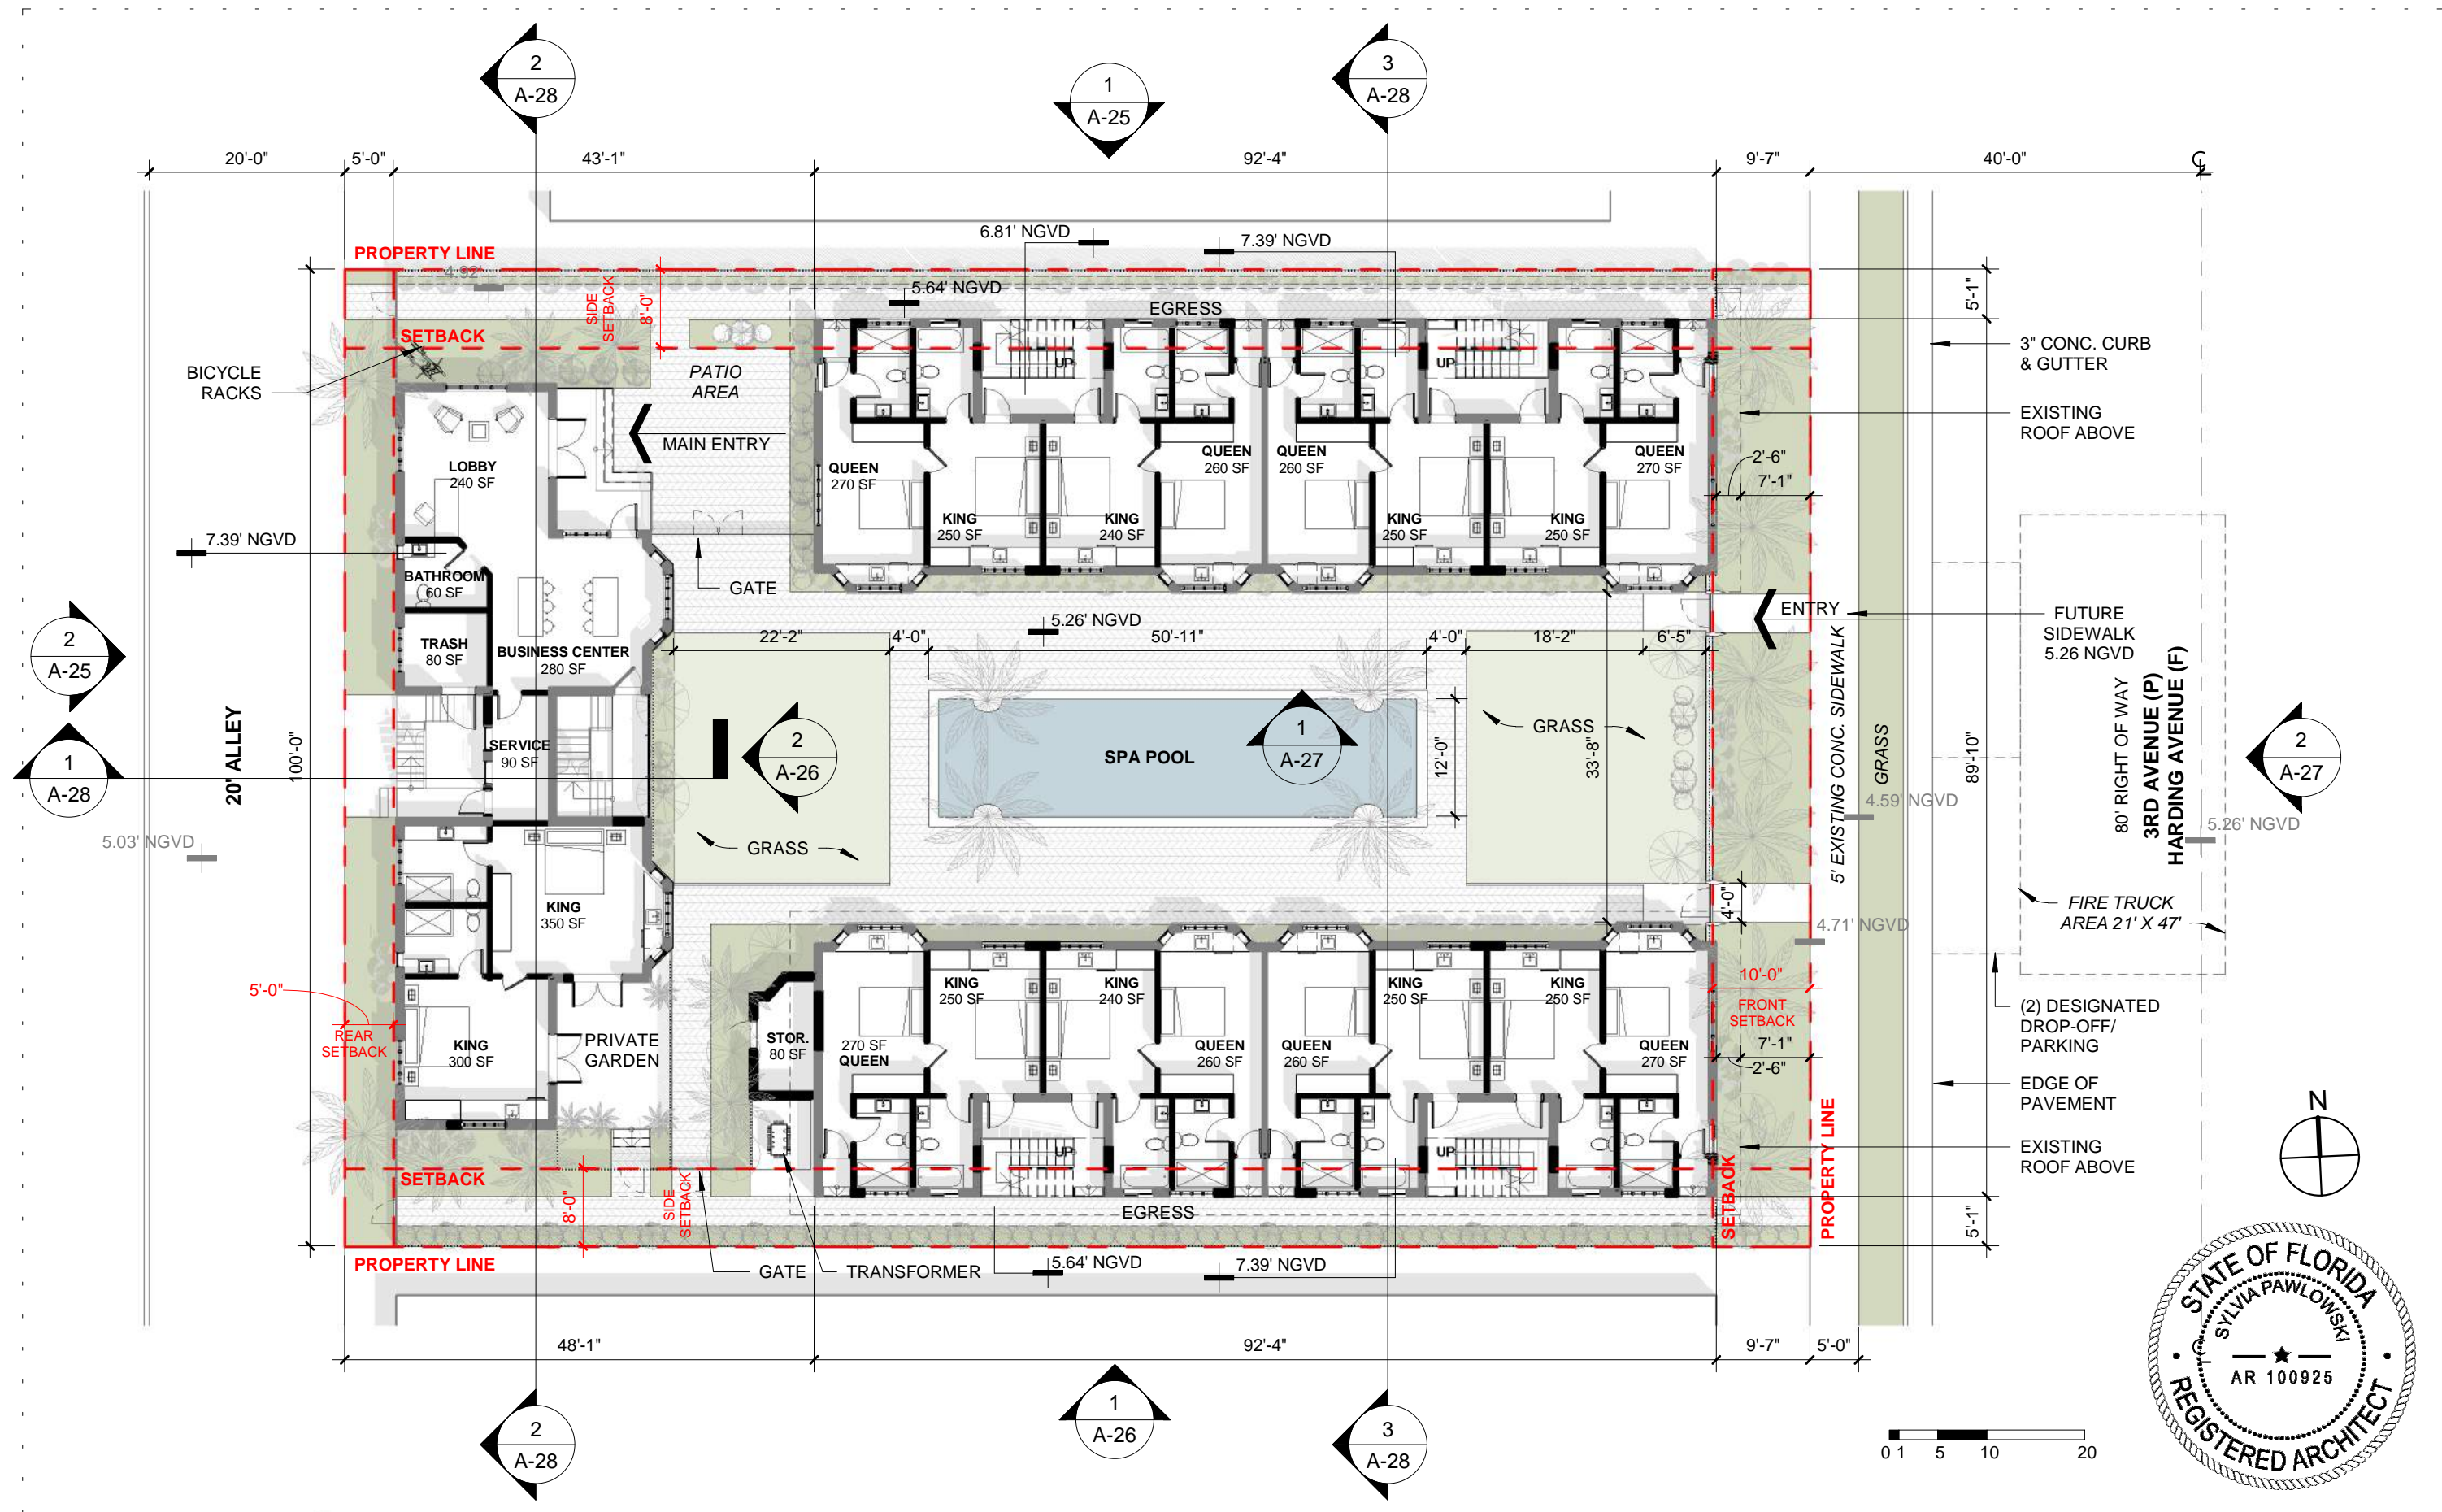 2
A-28
1
A-25
3
A-28
20'-0"
5'-0"
43'-1"
92'-4"
9'-7"
40'-0"
6.81' NGVD
7.39' NGVD
PROPERTY LINE
4.92'
5.64' NGVD
EGRESS
SIDE
SETBACK
8'-0"
SETBACK
5'-1"
3" CONC. CURB
& GUTTER
BICYCLE
RACKS
PATIO
AREA
UP
UP
EXISTING
ROOF ABOVE
MAIN ENTRY
LOBBY
240 SF
QUEEN
270 SF
QUEEN
260 SF
QUEEN
260 SF
QUEEN
270 SF
2'-6"
7'-1"
KING
250 SF
KING
240 SF
KING
250 SF
KING
250 SF
7.39' NGVD
BATHROOM
60 SF
GATE
ENTRY
FUTURE
SIDEWALK
5.26 NGVD
5.26' NGVD
22'-2"
4'-0"
50'-11"
4'-0"
18'-2"
6'-5"
TRASH
80 SF
BUSINESS CENTER
280 SF
2
A-25
1
A-28
20' ALLEY
100'-0"
SERVICE
90 SF
2
A-26
SPA POOL
1
A-27
12'-0"
GRASS
33'-8"
5' EXISTING CONC. SIDEWALK
GRASS
89'-10"
80' RIGHT OF WAY
3RD AVENUE (P)
HARDING AVENUE (F)
2
A-27
4.59' NGVD
5.26' NGVD
5.03' NGVD
GRASS
KING
350 SF
4'-0"
4.71' NGVD
FIRE TRUCK
AREA 21' X 47'
5'-0"
REAR
SETBACK
KING
300 SF
PRIVATE
GARDEN
STOR.
80 SF
270 SF
QUEEN
KING
250 SF
KING
240 SF
QUEEN
260 SF
QUEEN
260 SF
KING
250 SF
KING
250 SF
QUEEN
270 SF
10'-0"
FRONT
SETBACK
7'-1"
2'-6"
(2) DESIGNATED
DROP-OFF/
PARKING
EDGE OF
PAVEMENT
EXISTING
ROOF ABOVE
N
UP
UP
SETBACK
8'-0"
SIDE
SETBACK
EGRESS
SETBACK
PROPERTY LINE
5'-1"
PROPERTY LINE
GATE
TRANSFORMER
5.64' NGVD
7.39' NGVD
48'-1"
92'-4"
9'-7"
5'-0"
2
A-28
1
A-26
3
A-28
0 1 5 10 20
STATE OF FLORIDA
SYLVIA PAWLOWSKI
AR 100925
REGISTERED ARCHITECT